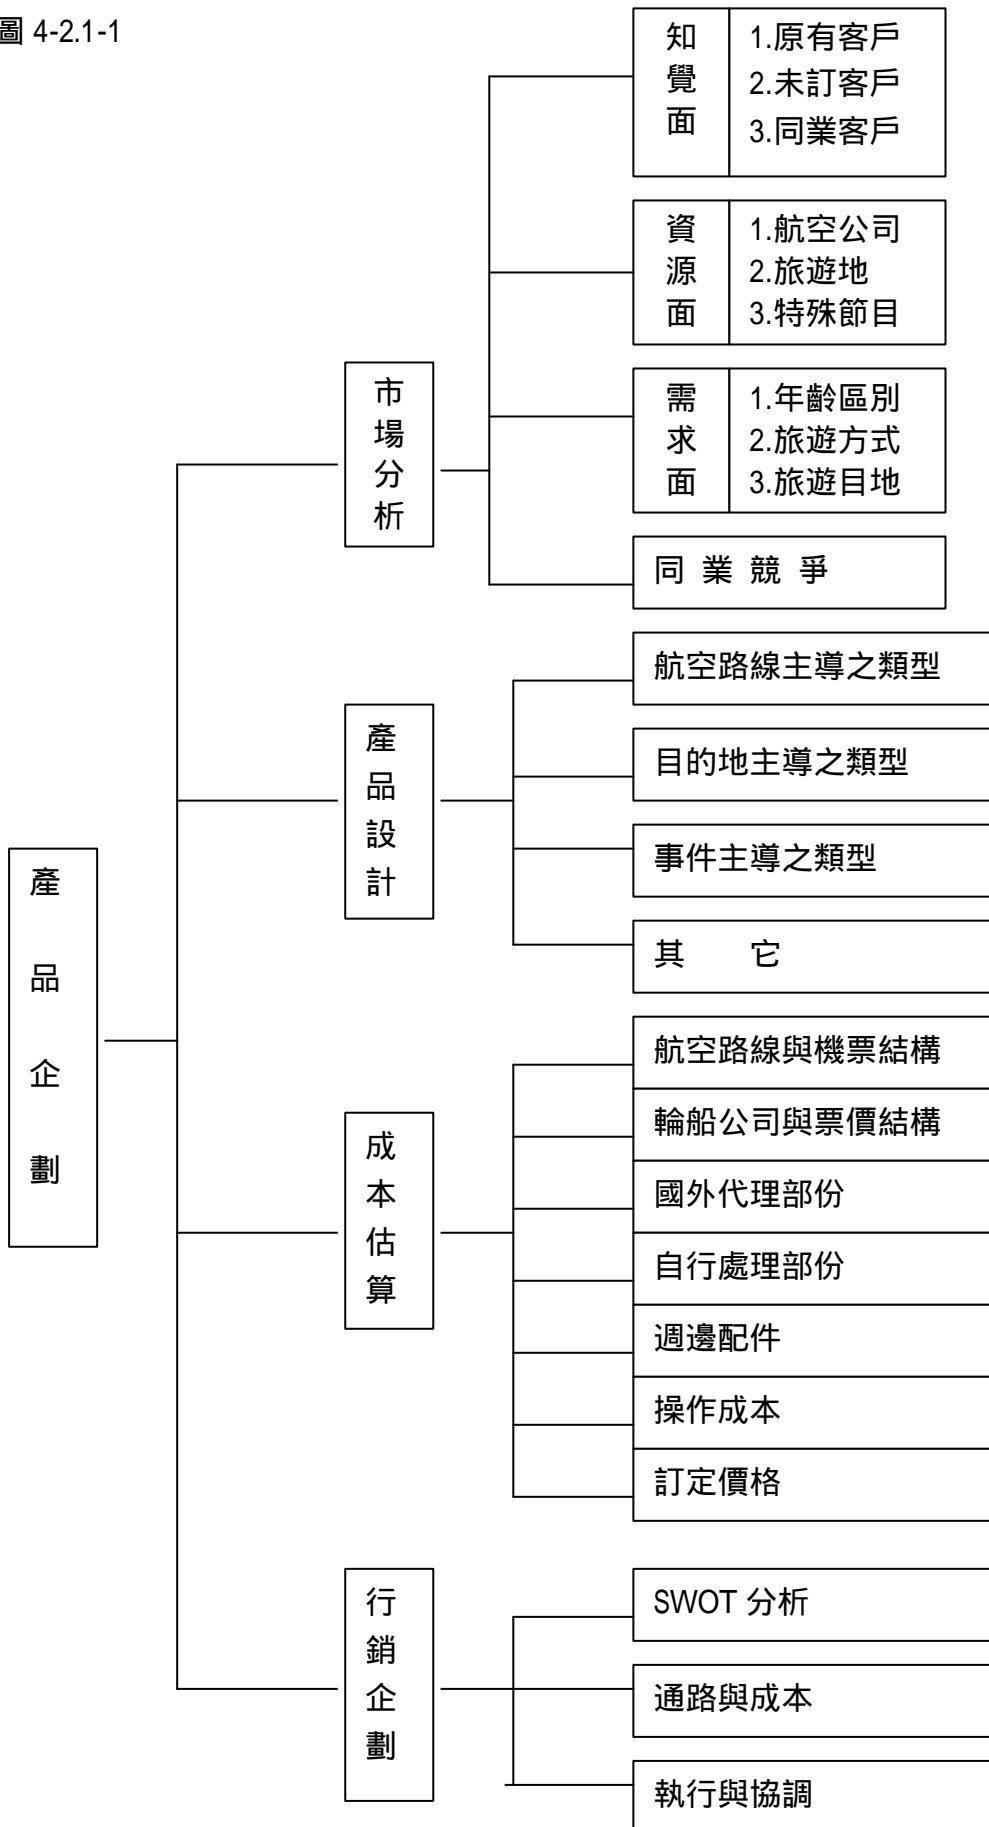 圖 4-2.1-1
產品企劃
市場分析
知覺面
1.原有客戶
2.未訂客戶
3.同業客戶
資源面
1.航空公司
2.旅遊地
3.特殊節目
需求面
1.年齡區別
2.旅遊方式
3.旅遊目地
同 業 競 爭
產品設計
航空路線主導之類型
目的地主導之類型
事件主導之類型
其 它
成本估算
航空路線與機票結構
輪船公司與票價結構
國外代理部份
自行處理部份
週邊配件
操作成本
訂定價格
行銷企劃
SWOT 分析
通路與成本
執行與協調